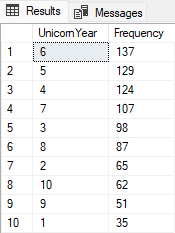 Results Messages
UnicornYear Frequency
1 6 137
2 5 129
3 4 124
4 7 107
5 3 98
6 8 87
7 2 65
8 10 62
9 9 51
10 1 35